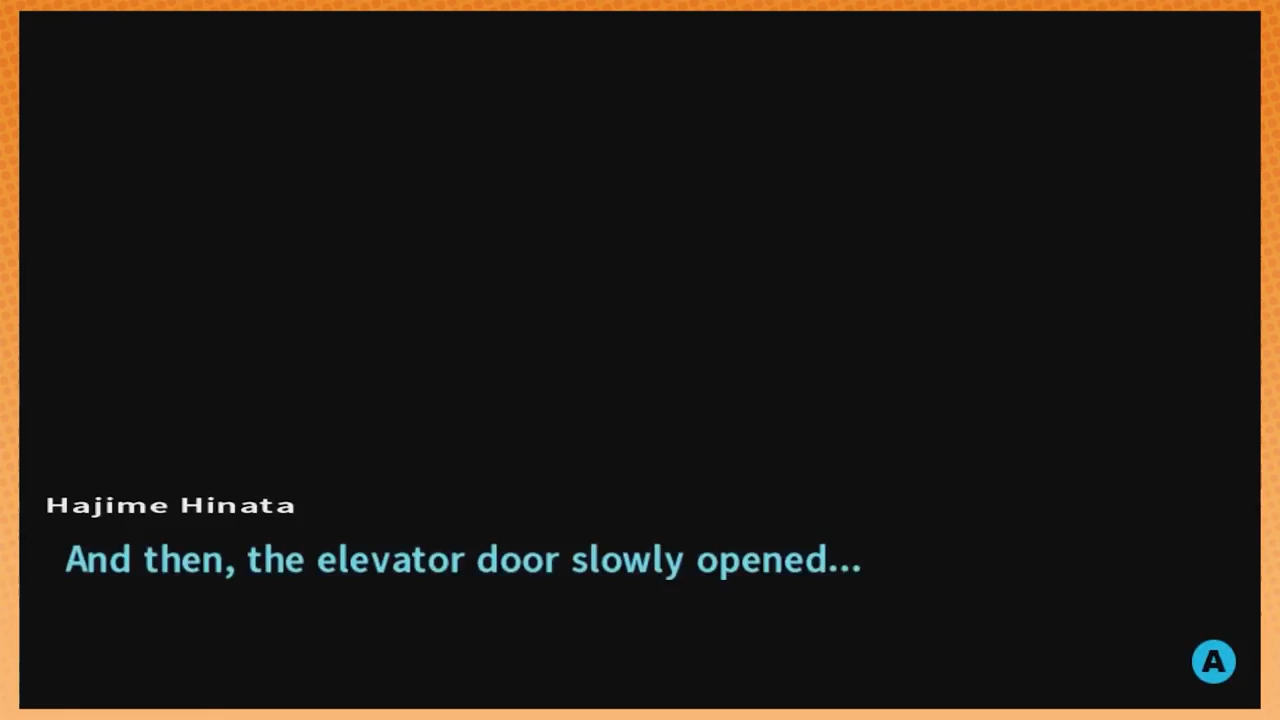 Hajime Hinata
And then, the elevator door slowly opened...
A